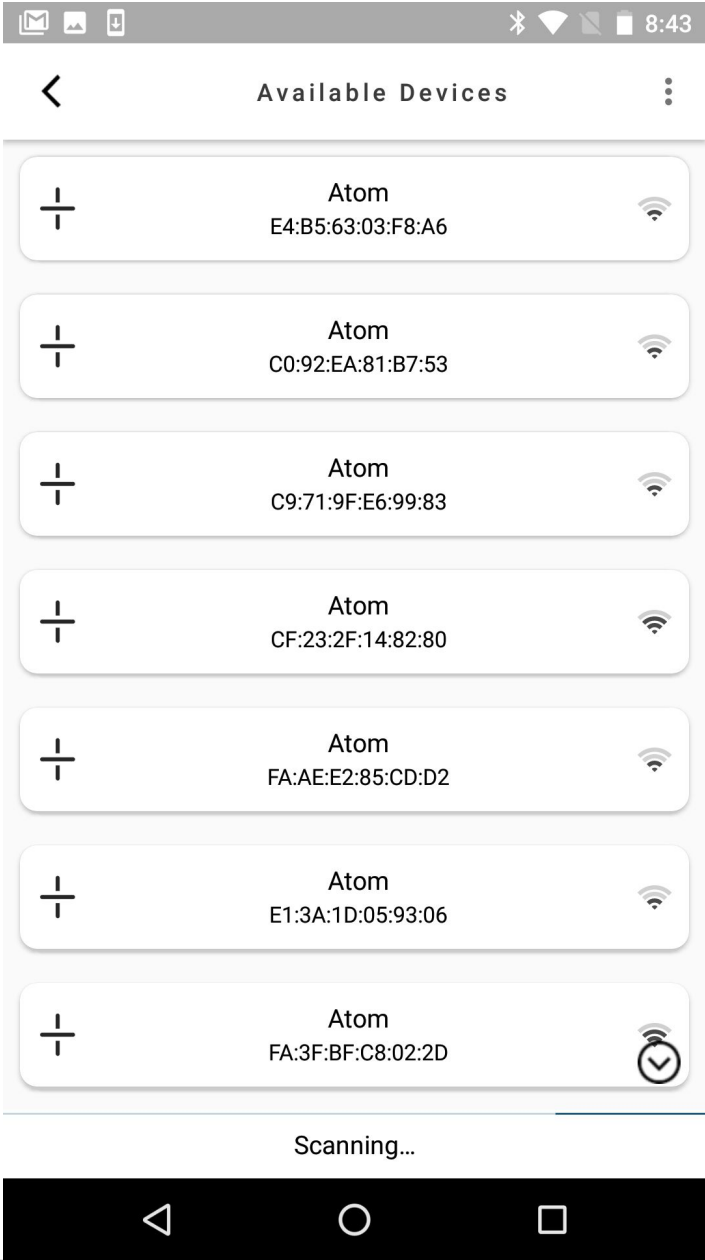 8:43
Available Devices
Atom
E4:B5:63:03:F8:A6
Atom
C0:92:EA:81:B7:53
Atom
C9:71:9F:E6:99:83
Atom
CF:23:2F:14:82:80
Atom
FA:AE:E2:85:CD:D2
Atom
E1:3A:1D:05:93:06
Atom
FA:3F:BF:C8:02:2D
Scanning...